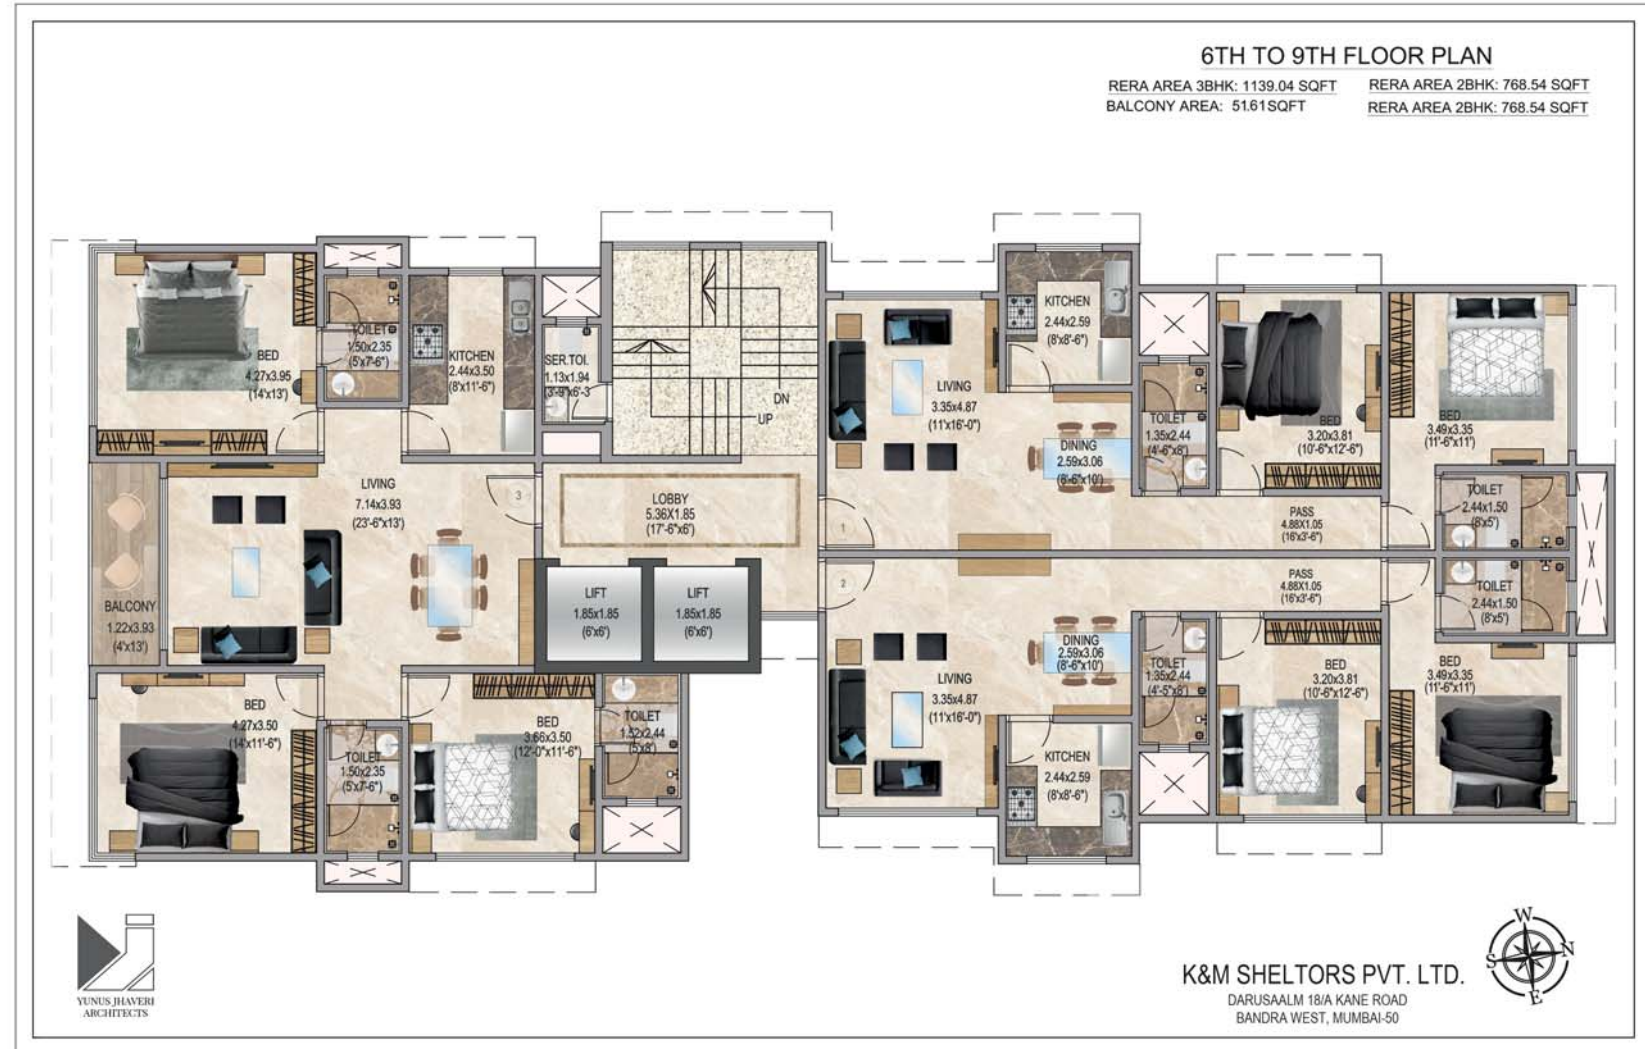 6TH TO 9TH FLOOR PLAN
RERA AREA 3BHK: 1139.04 SQFT
RERA AREA 2BHK: 768.54 SQFT
BALCONY AREA: 51.61 SQFT
RERA AREA 2BHK: 768.54 SQFT
BED
4.27x3.95
(14'x13')
TOILET
1.50x2.35
(5'x7'-6")
KITCHEN
2.44x3.50
(8'x11'-6")
SER.TOI.
1.13x1.94
(3'-9"x6'-3
DN
UP
LIVING
3.35x4.87
(11'x16'-0")
KITCHEN
2.44x2.59
(8'x8'-6")
DINING
2.59x3.06
(8'-6"x10')
TOILET
1.35x2.44
(4'-6"x8')
BED
3.20x3.81
(10'-6"x12'-6")
BED
3.49x3.35
(11'-6"x11')
LIVING
7.14x3.93
(23'-6"x13')
3
LOBBY
5.36X1.85
(17'-6"x6')
1
PASS
4.88X1.05
(16'x3'-6")
TOILET
2.44x1.50
(8'x5')
BALCONY
1.22x3.93
(4'x13')
LIFT
1.85x1.85
(6'x6')
LIFT
1.85x1.85
(6'x6')
2
PASS
4.88X1.05
(16'x3'-6")
TOILET
2.44x1.50
(8'x5')
DINING
2.59x3.06
(8'-6"x10')
TOILET
1.35x2.44
(4'-5"x8')
BED
3.20x3.81
(10'-6"x12'-6")
BED
3.49x3.35
(11'-6"x11')
LIVING
3.35x4.87
(11'x16'-0")
KITCHEN
2.44x2.59
(8'x8'-6")
BED
4.27x3.50
(14'x11'-6")
TOILET
1.50x2.35
(5'x7'-6")
BED
3.66x3.50
(12'-0"x11'-6")
TOILET
1.52x2.44
(5'x8')
YUNUS JHAVERI
ARCHITECTS
K&M SHELTORS PVT. LTD.
DARUSAALM 18/A KANE ROAD
BANDRA WEST, MUMBAI-50
W
S N
E